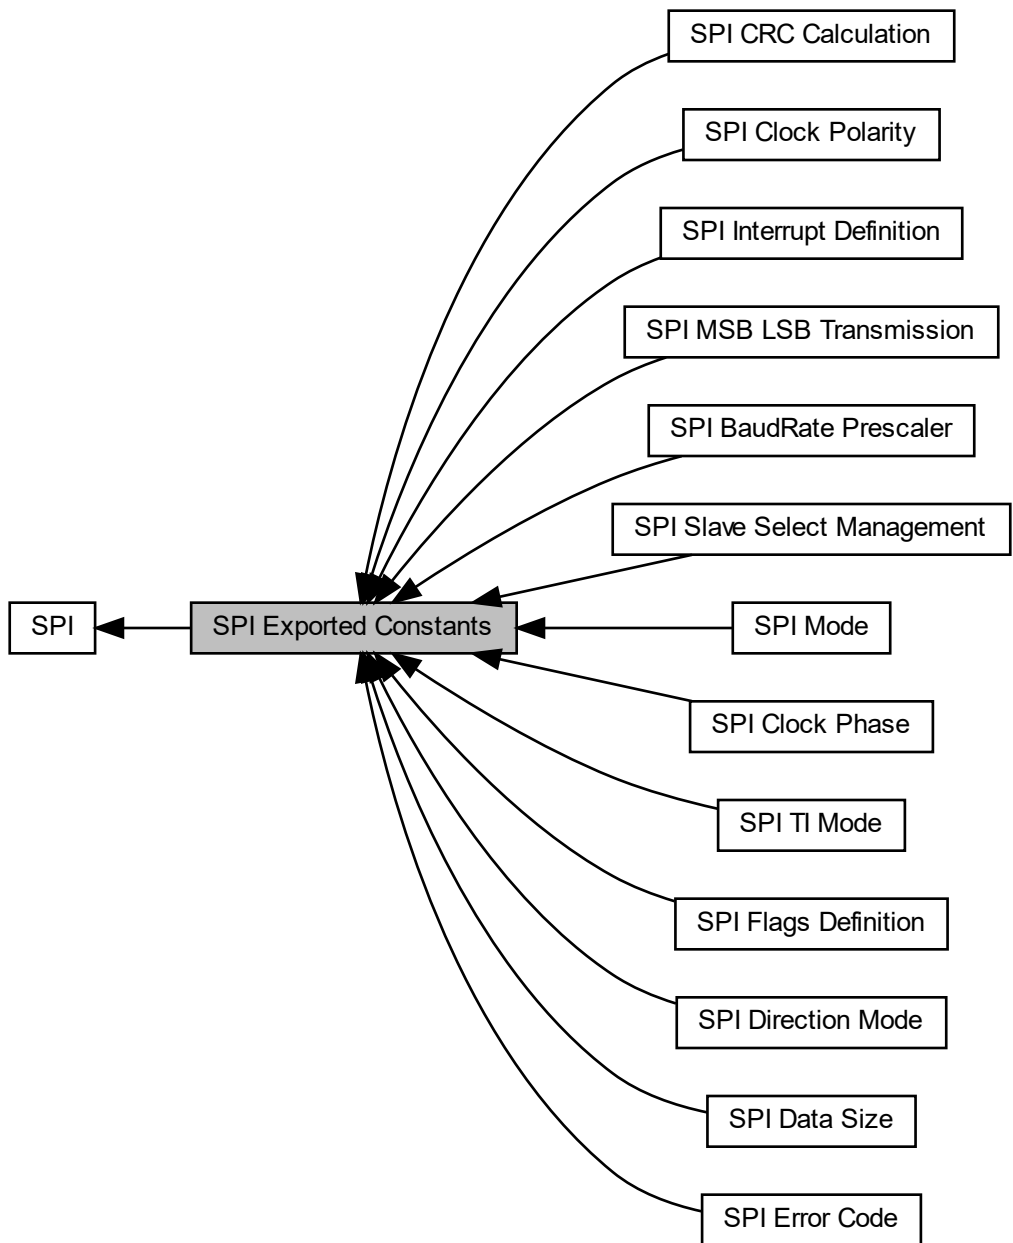 SPI CRC Calculation
SPI Clock Polarity
SPI Interrupt Definition
SPI MSB LSB Transmission
SPI BaudRate Prescaler
SPI Slave Select Management
SPI
SPI Exported Constants
SPI Mode
SPI Clock Phase
SPI TI Mode
SPI Flags Definition
SPI Direction Mode
SPI Data Size
SPI Error Code